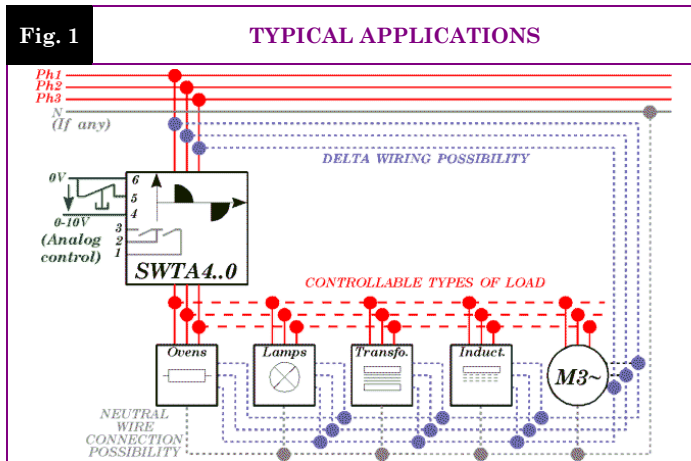 Fig. 1
TYPICAL APPLICATIONS
Ph1
Ph2
Ph3
N
(If any)
DELTA WIRING POSSIBILITY
0V
6
5
4
0-10V
(Analog
control)
3
2
1
SWTA4..0
CONTROLLABLE TYPES OF LOAD
Ovens
Lamps
Transfo.
Induct.
M3~
NEUTRAL
WIRE
CONNECTION
POSSIBILITY